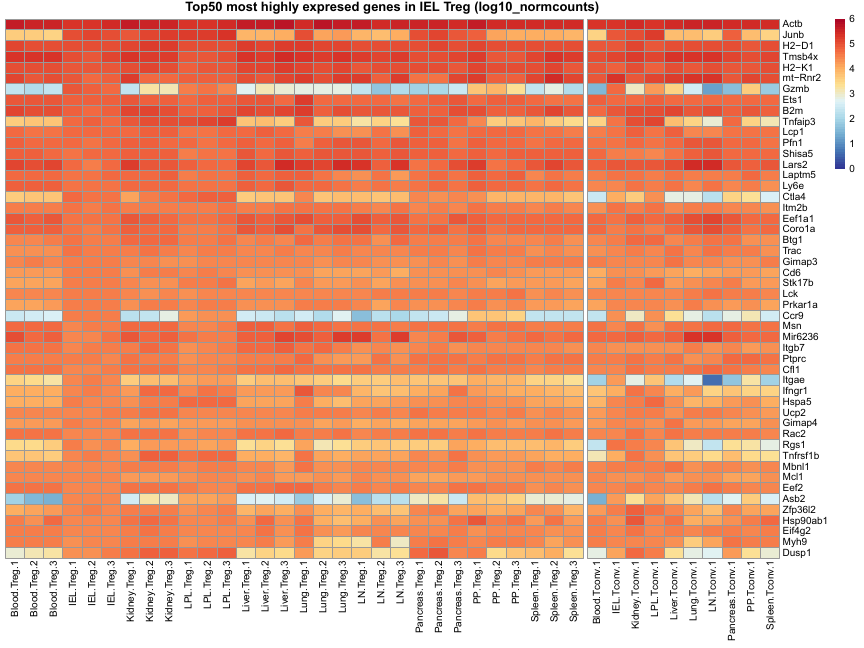 Top50 most highly expresed genes in IEL Treg (log10_normcounts)
Actb
Junb
H2−D1
Tmsb4x
H2−K1
mt−Rnr2
Gzmb
Ets1
B2m
Tnfaip3
Lcp1
Pfn1
Shisa5
Lars2
Laptm5
Ly6e
Ctla4
Itm2b
Eef1a1
Coro1a
Btg1
Trac
Gimap3
Cd6
Stk17b
Lck
Prkar1a
Ccr9
Msn
Mir6236
Itgb7
Ptprc
Cfl1
Itgae
Ifngr1
Hspa5
Ucp2
Gimap4
Rac2
Rgs1
Tnfrsf1b
Mbnl1
Mcl1
Eef2
Asb2
Zfp36l2
Hsp90ab1
Eif4g2
Myh9
Dusp1
6
5
4
3
2
1
0
Blood.Treg.1
Blood.Treg.2
Blood.Treg.3
IEL.Treg.1
IEL.Treg.2
IEL.Treg.3
Kidney.Treg.1
Kidney.Treg.2
Kidney.Treg.3
LPL.Treg.1
LPL.Treg.2
LPL.Treg.3
Liver.Treg.1
Liver.Treg.2
Liver.Treg.3
Lung.Treg.1
Lung.Treg.2
Lung.Treg.3
LN.Treg.1
LN.Treg.2
LN.Treg.3
Pancreas.Treg.1
Pancreas.Treg.2
Pancreas.Treg.3
PP.Treg.1
PP.Treg.2
PP.Treg.3
Spleen.Treg.1
Spleen.Treg.2
Spleen.Treg.3
Blood.Tconv.1
IEL.Tconv.1
Kidney.Tconv.1
LPL.Tconv.1
Liver.Tconv.1
Lung.Tconv.1
LN.Tconv.1
Pancreas.Tconv.1
PP.Tconv.1
Spleen.Tconv.1